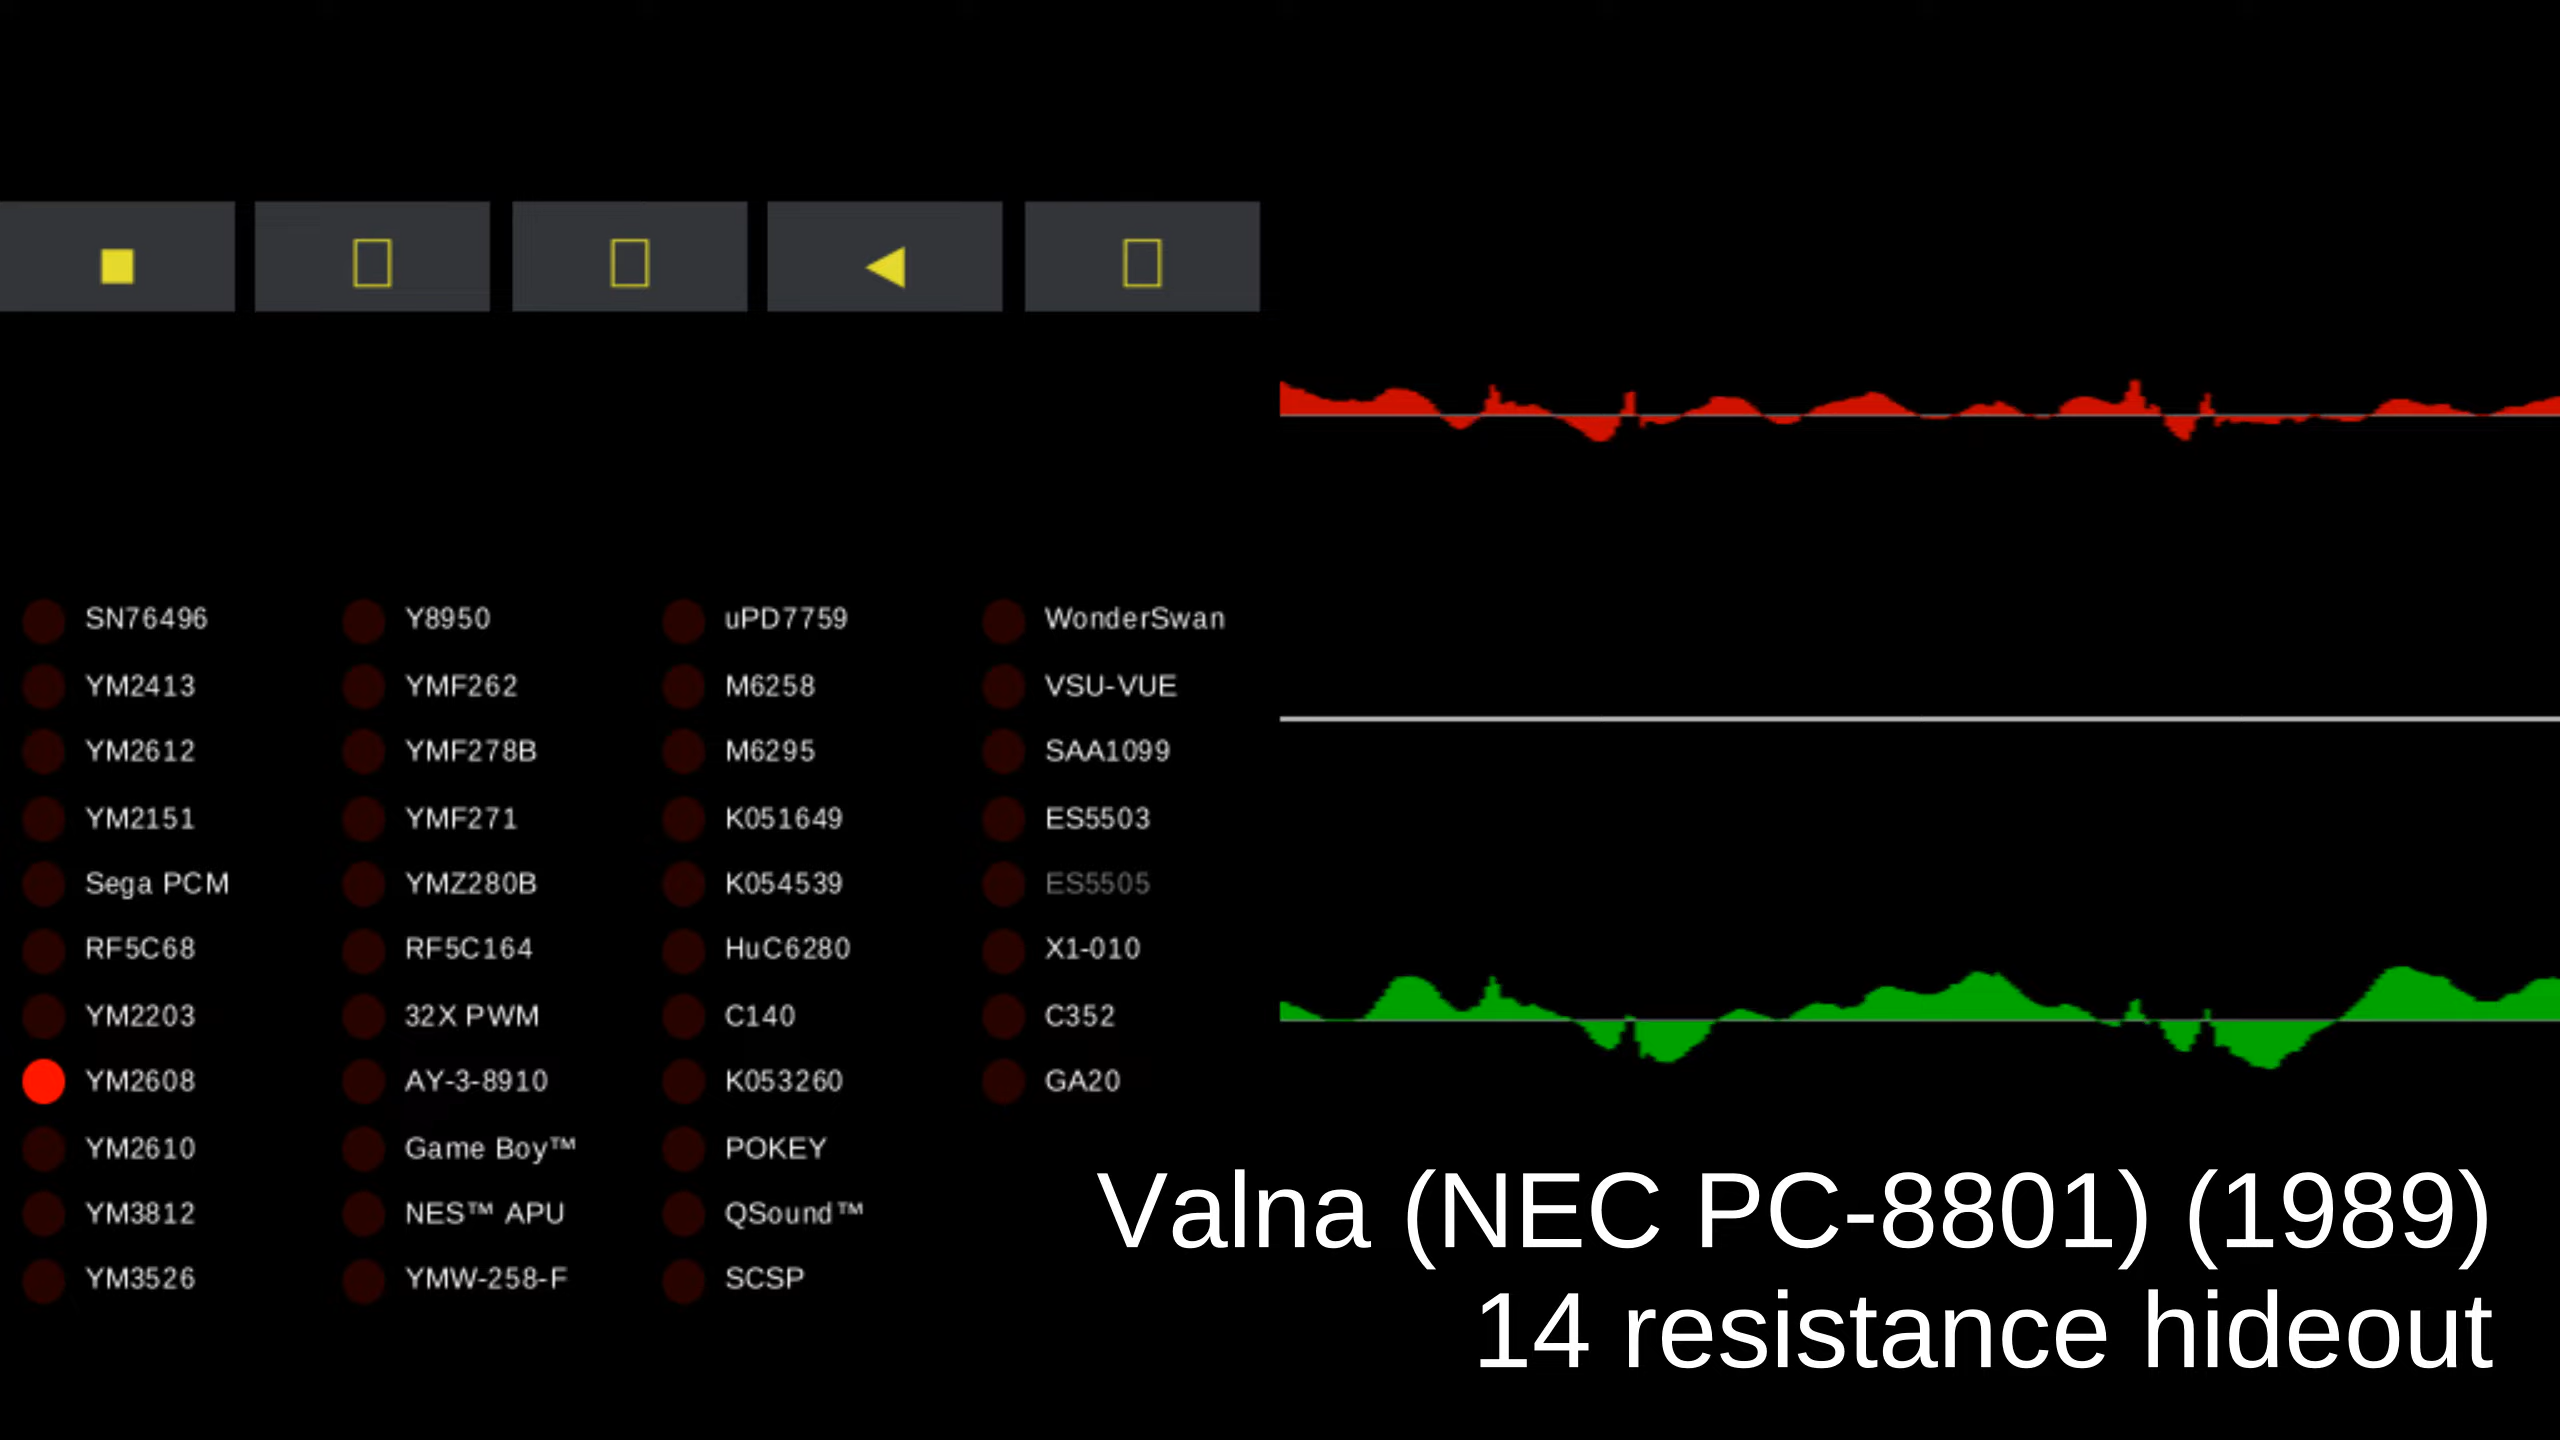 SN76496 Y8950 uPD7759 WonderSwan
YM2413 YMF262 M6258 VSU-VUE
YM2612 YMF278B M6295 SAA1099
YM2151 YMF271 K051649 ES5503
Sega PCM YMZ280B K054539 ES5505
RF5C68 RF5C164 HuC6280 X1-010
YM2203 32X PWM C140 C352
YM2608 AY-3-8910 K053260 GA20
YM2610 Game Boy™ POKEY
YM3812 NES™ APU QSound™
YM3526 YMW-258-F SCSP
Valna (NEC PC-8801) (1989)
14 resistance hideout